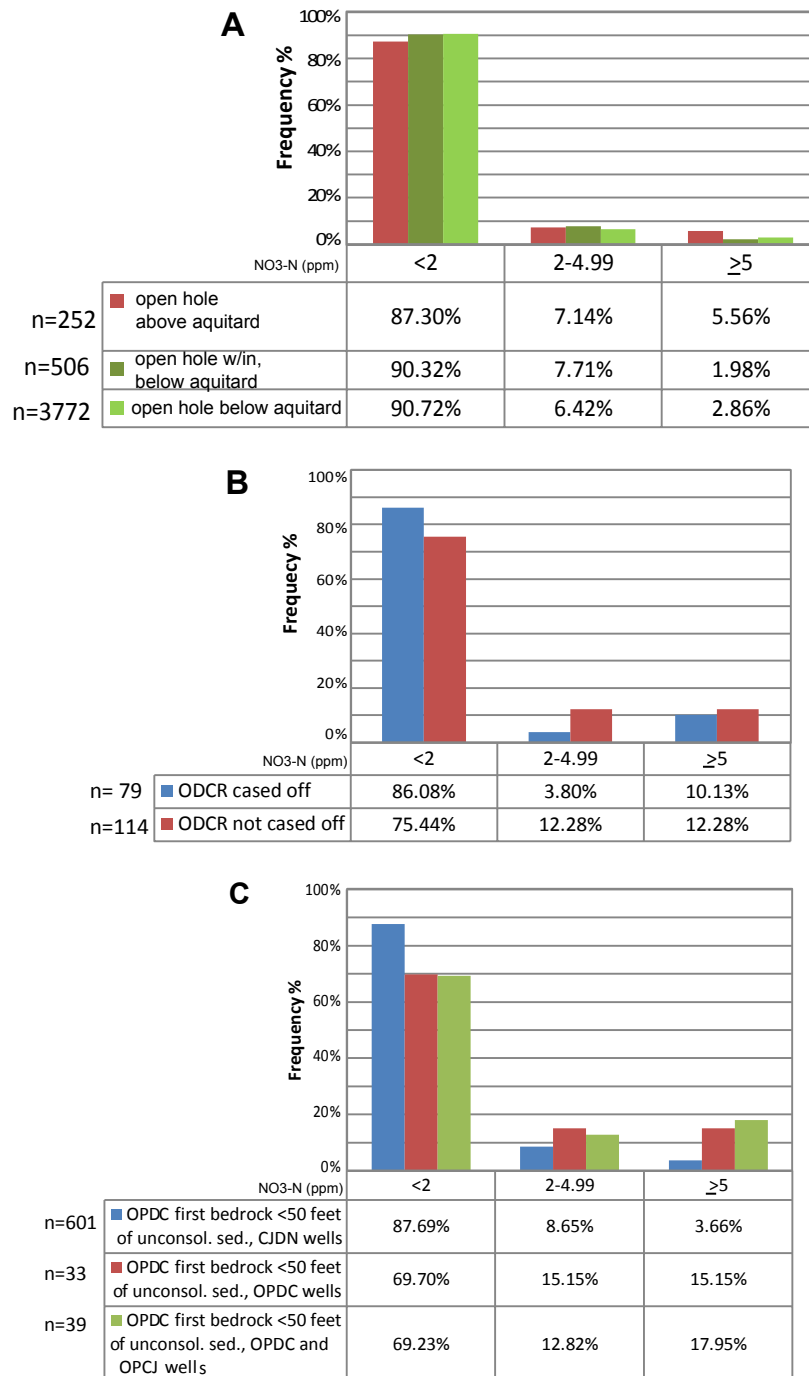 A
Frequency %
100%
80%
60%
40%
20%
0%
NO3-N (ppm) <2 2-4.99 ≥5
n=252 open hole above aquitard 87.30% 7.14% 5.56%
n=506 open hole w/in, below aquitard 90.32% 7.71% 1.98%
n=3772 open hole below aquitard 90.72% 6.42% 2.86%
B
Frequecy %
100%
80%
60%
40%
20%
0%
NO3-N (ppm) <2 2-4.99 ≥5
n= 79 ODCR cased off 86.08% 3.80% 10.13%
n=114 ODCR not cased off 75.44% 12.28% 12.28%
C
Frequency %
100%
80%
60%
40%
20%
0%
NO3-N (ppm) <2 2-4.99 ≥5
n=601 OPDC first bedrock <50 feet
of unconsol. sed., CJDN wells 87.69% 8.65% 3.66%
n=33 OPDC first bedrock <50 feet
of unconsol. sed., OPDC wells 69.70% 15.15% 15.15%
n=39 OPDC first bedrock <50 feet
of unconsol. sed., OPDC and
OPCJ wells 69.23% 12.82% 17.95%